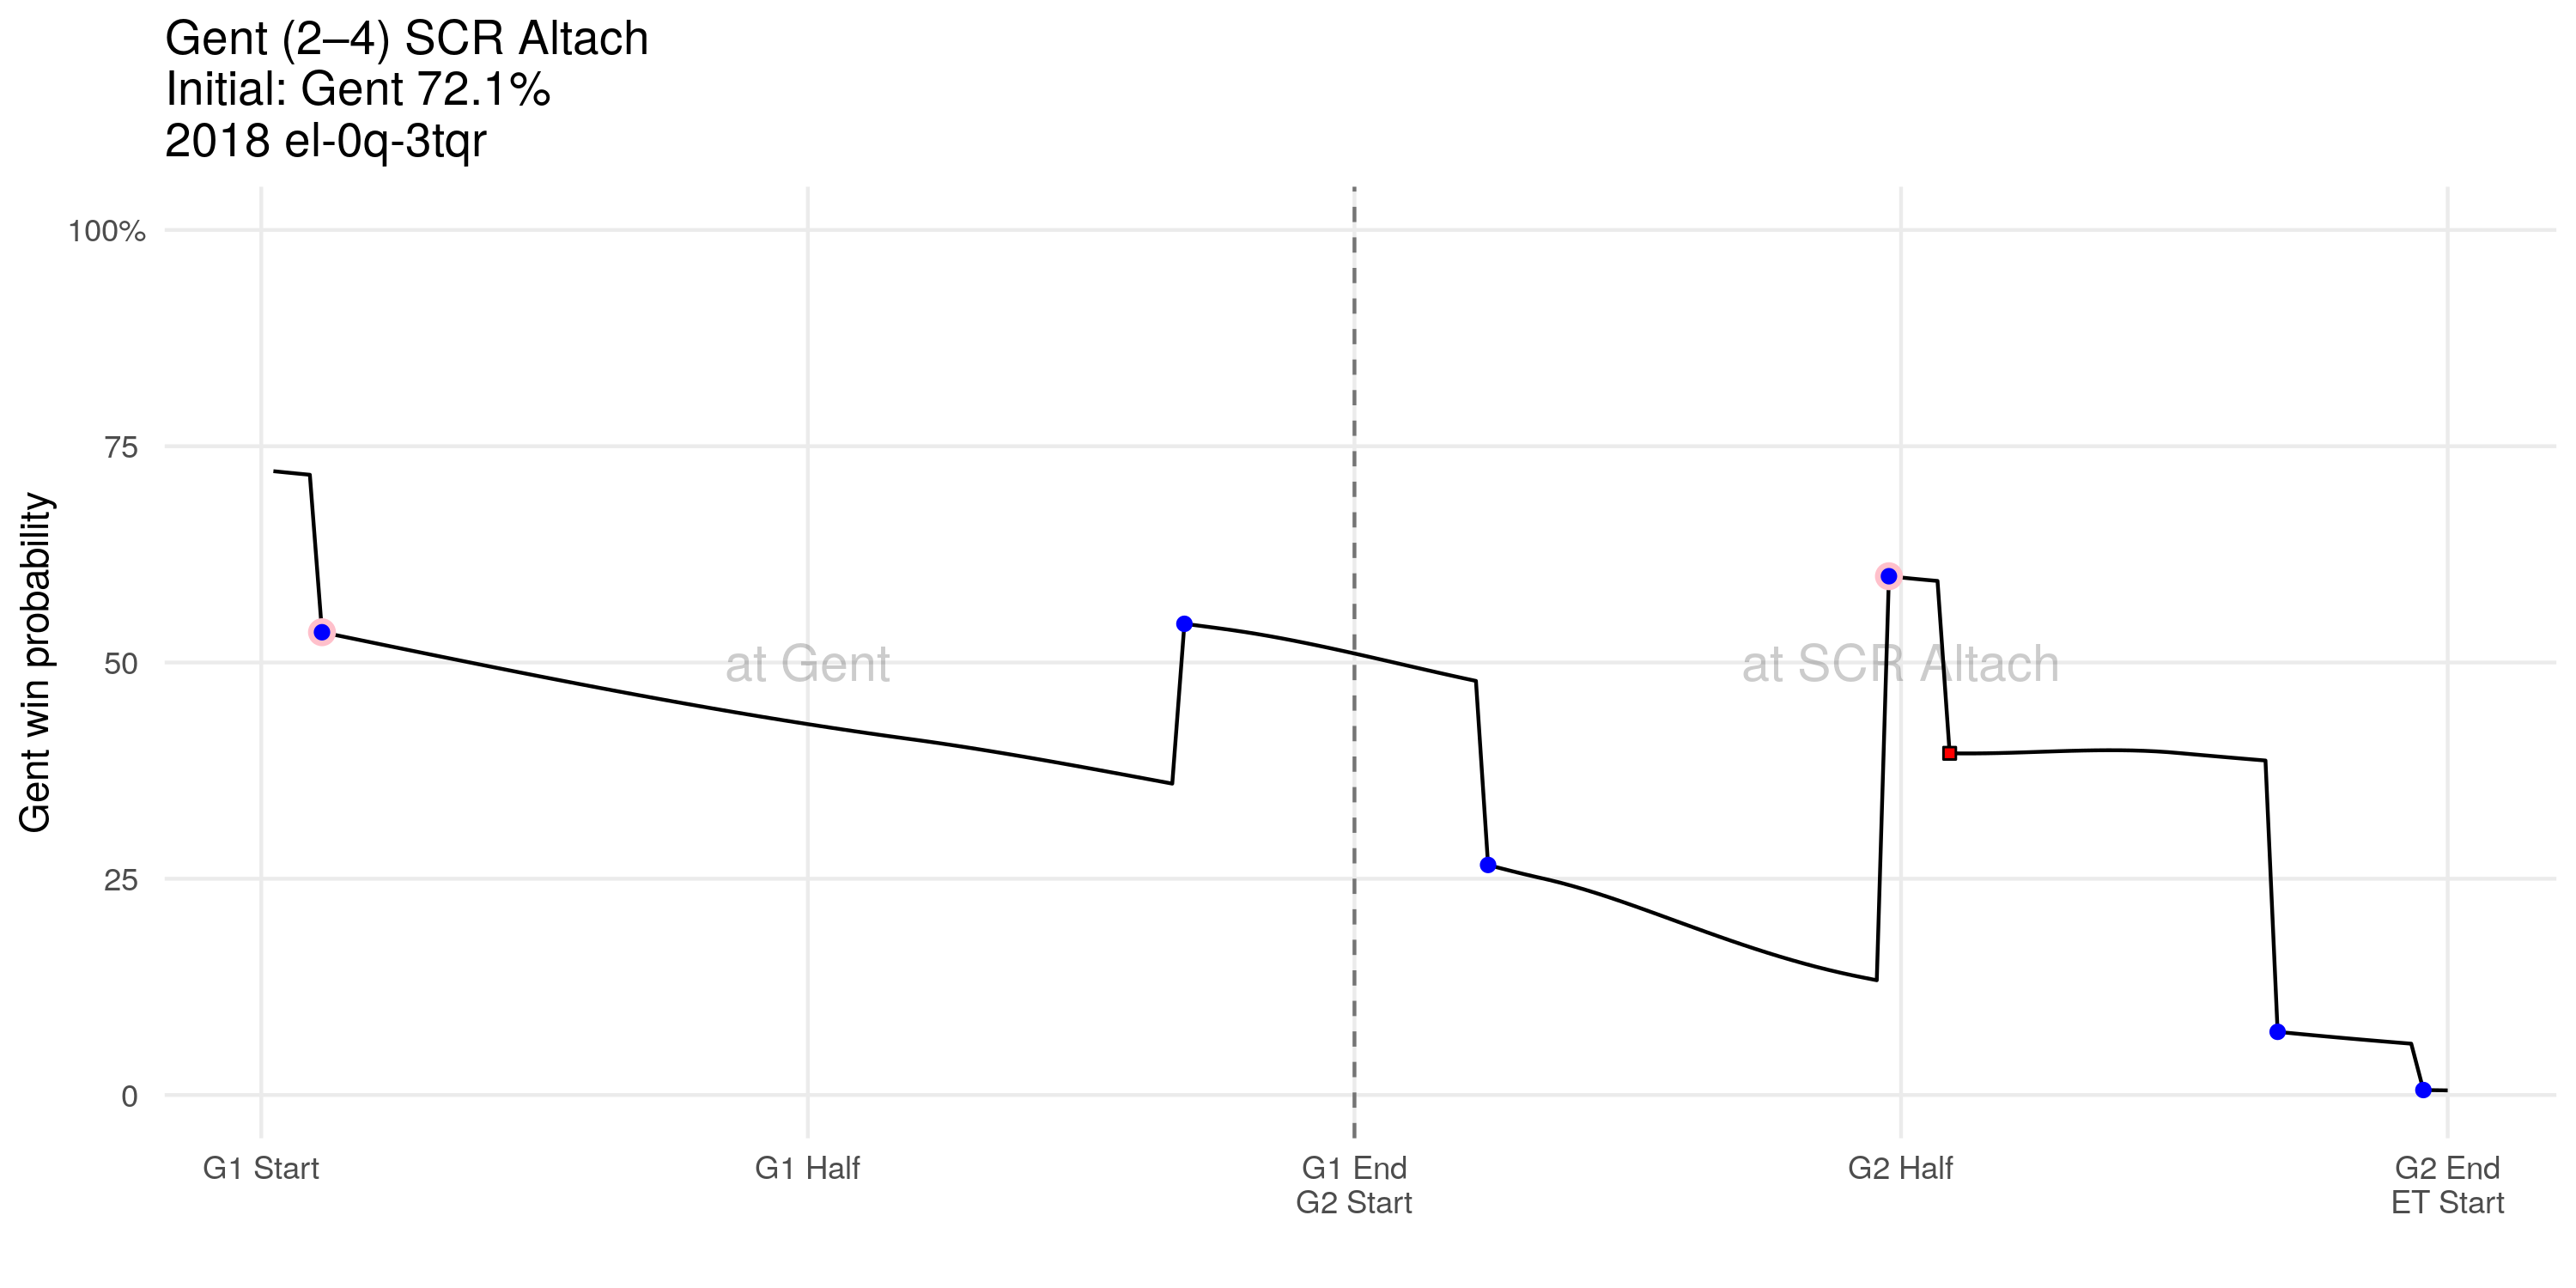 Gent (2–4) SCR Altach
Initial: Gent 72.1%
2018 el-0q-3tqr
Gent win probability
100%
75
50
25
0
at Gent
at SCR Altach
G1 Start
G1 Half
G1 End
G2 Start
G2 Half
G2 End
ET Start